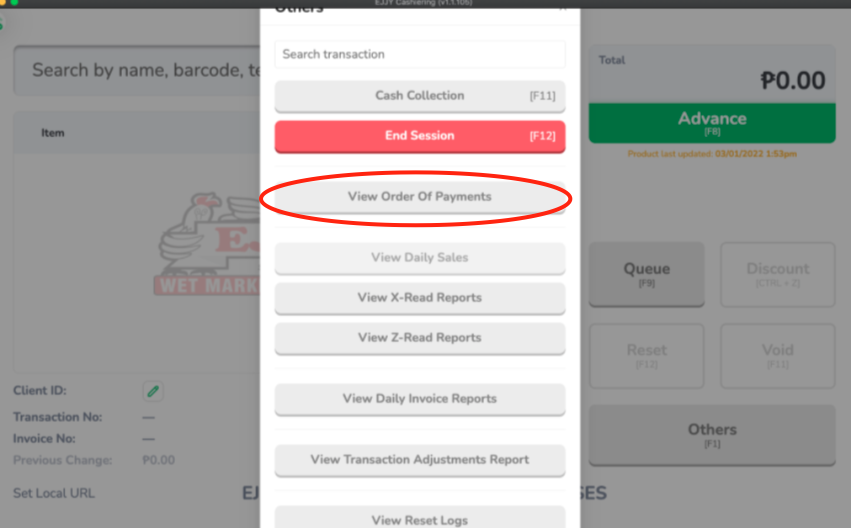 EJJY Cashiering (v1.1.105)
Others
Search transaction
Search by name, barcode, te
Cash Collection [F11]
End Session [F12]
View Order Of Payments
View Daily Sales
View X-Read Reports
View Z-Read Reports
View Daily Invoice Reports
View Transaction Adjustments Report
View Reset Logs
Item
EJ
WET MARK
Client ID:
Transaction No: —
Invoice No: —
Previous Change: ₱0.00
Set Local URL
EJ
SES
Total
₱0.00
Advance
[F8]
Product last updated: 03/01/2022 1:53pm
Queue
[F9]
Discount
[CTRL + Z]
Reset
[F12]
Void
[F11]
Others
[F1]